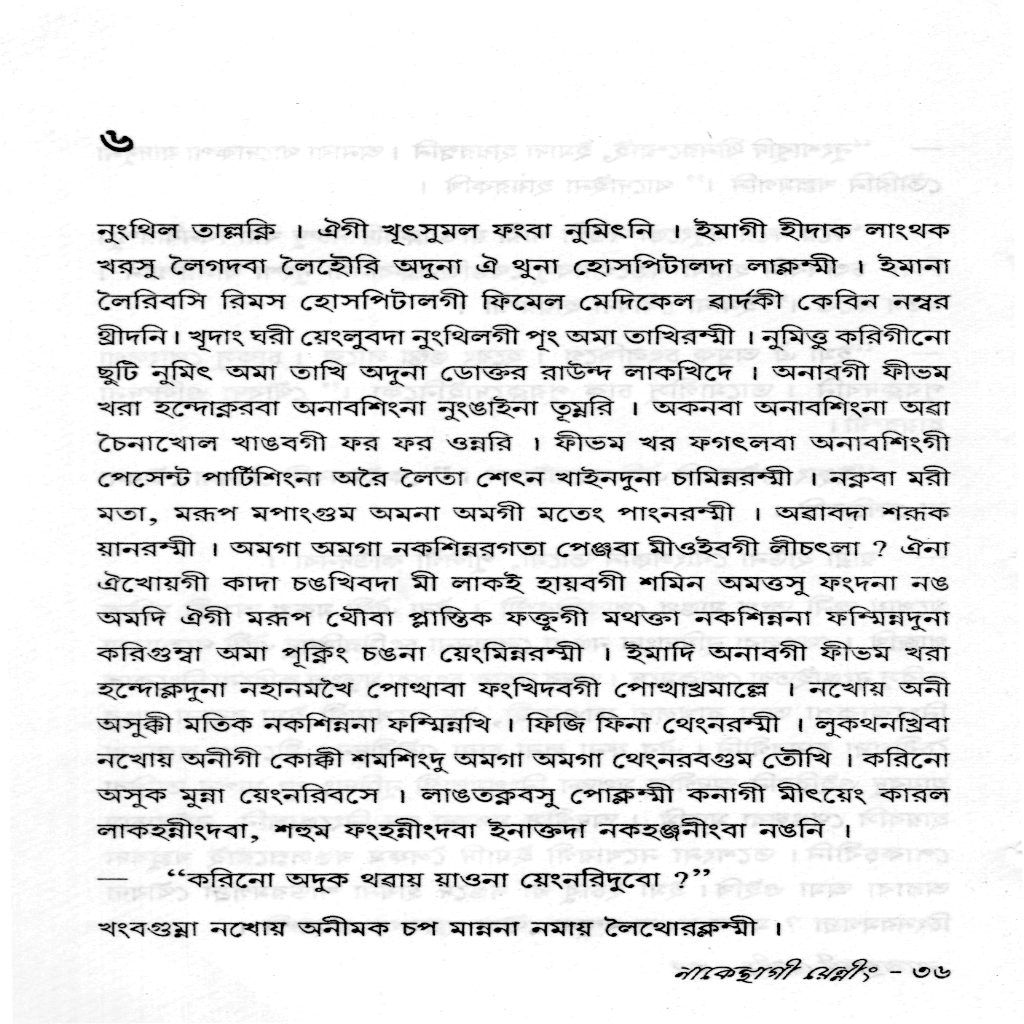 ৬
নুংথিল তাল্লক্লি । ঐগী খূৎসুমল ফংবা নুমিৎনি । ইমাগী হীদাক লাংথক
খরসু লৈগদবা লৈহৌরি অদুনা ঐ থুনা হোসপিটালদা লাক্লম্মী । ইমানা
লৈরিবসি রিমস হোসপিটালগী ফিমেল মেদিকেল ৱার্দকী কেবিন নম্বর
থ্রীদনি। খুদাং ঘরী য়েংলুবদা নুংথিলগী পূং অমা তাখিরম্মী । নুমিত্তু করিগীনো
ছুটি নুমিৎ অমা তাখি অদুনা ডোক্তর রাউন্দ লাকখিদে । অনাবগী ফীভম
খরা হন্দোক্লরবা অনাবশিংনা নুংঙাইনা তূম্নরি । অকনবা অনাবশিংনা অৱা
চৈনাখোল খাঙবগী ফর ফর ওন্নরি । ফীভম খর ফগৎলবা অনাবশিংগী
পেসেন্ট পার্টিশিংনা অরৈ লৈতা শেৎন খাইনদুনা চামিন্নরম্মী । নক্নবা মরী
মতা, মরূপ মপাংগুম অমনা অমগী মতেং পাংনরম্মী । অৱাবদা শরূক
য়ানরম্মী । অমগা অমগা নকশিন্নরগতা পেঞ্জবা মীওইবগী লীচৎলা ? ঐনা
ঐখোয়গী কাদা চঙখিবদা মী লাকই হায়বগী শমিন অমত্তসু ফংদনা নঙ
অমদি ঐগী মরূপ থৌবা প্লাস্তিক ফক্তুগী মথক্তা নকশিন্ননা ফম্মিন্নদুনা
করিগুম্বা অমা পূক্লিং চঙনা য়েংমিন্নরম্মী । ইমাদি অনাবগী ফীভম খরা
হন্দোক্লদুনা নহানমখৈ পোত্থাবা ফংখিদবগী পোত্থাখ্রমাল্লে । নখোয় অনী
অসুক্কী মতিক নকশিন্ননা ফম্মিন্নখি । ফিজি ফিনা থেংনরম্মী । লুকথনখ্রিবা
নখোয় অনীগী কোক্কী শমশিংদু অমগা অমগা থেংনরবগুম তৌখি । করিনো
অসুক মুন্না য়েংনরিবসে । লাঙতক্নবসু পোক্লম্মী কনাগী মীৎয়েং কারল
লাকহন্নীংদবা, শহুম ফংহন্নীংদবা ইনাক্তদা নকহঞ্জনীংবা নঙনি ।
— “করিনো অদুক থৱায় য়াওনা য়েংনরিদুবো ?”
খংবগুম্না নখোয় অনীমক চপ মান্ননা নমায় লৈথোরক্লম্মী ।